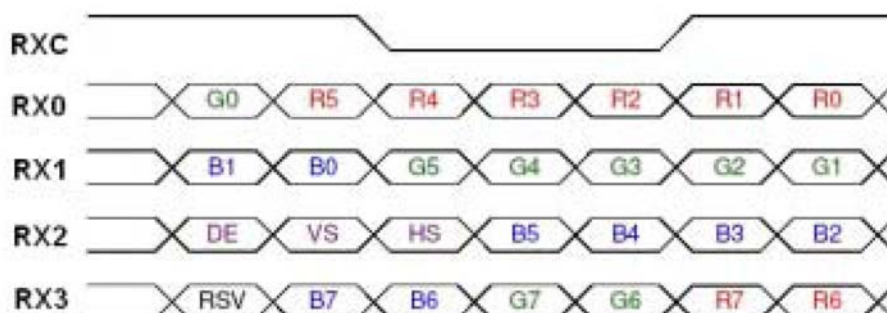 RXC
RX0 G0 R5 R4 R3 R2 R1 R0
RX1 B1 B0 G5 G4 G3 G2 G1
RX2 DE VS HS B5 B4 B3 B2
RX3 RSV B7 B6 G7 G6 R7 R6